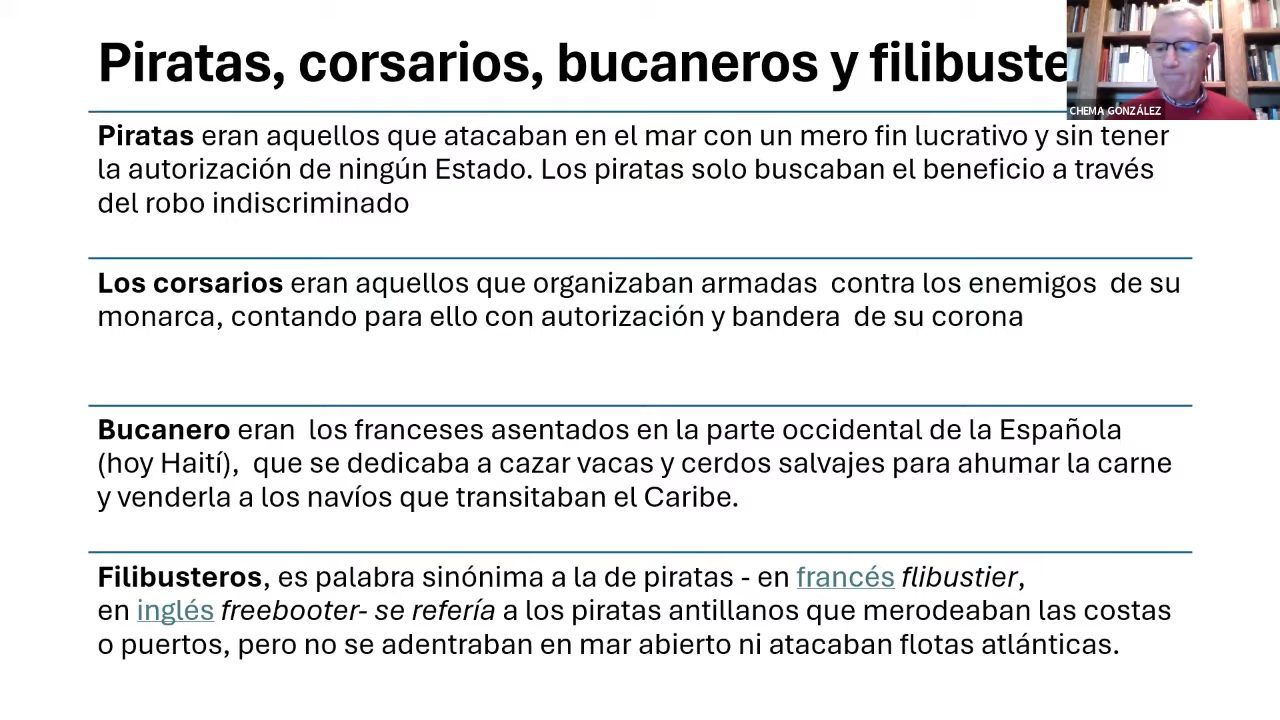 Piratas, corsarios, bucaneros y filibuste
CHEMA GONZÁLEZ
Piratas eran aquellos que atacaban en el mar con un mero fin lucrativo y sin tener
la autorización de ningún Estado. Los piratas solo buscaban el beneficio a través
del robo indiscriminado
Los corsarios eran aquellos que organizaban armadas  contra los enemigos  de su
monarca, contando para ello con autorización y bandera  de su corona
Bucanero eran  los franceses asentados en la parte occidental de la Española
(hoy Haití),  que se dedicaba a cazar vacas y cerdos salvajes para ahumar la carne
y venderla a los navíos que transitaban el Caribe.
Filibusteros, es palabra sinónima a la de piratas - en francés flibustier,
en inglés freebooter- se refería a los piratas antillanos que merodeaban las costas
o puertos, pero no se adentraban en mar abierto ni atacaban flotas atlánticas.